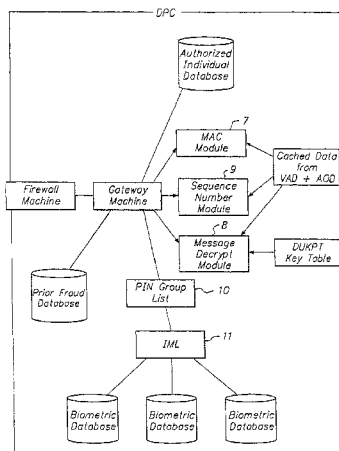 DPC
Authorized
Individual
Database
7
MAC
Module
9
Cached Data
from
VAD + AOD
Firewall
Machine
Gateway
Machine
Sequence
Number
Module
8
Message
Decrypt
Module
DUKPT
Key Table
Prior Fraud
Database
PIN Group
List
10
IML
11
Biometric
Database
Biometric
Database
Biometric
Database